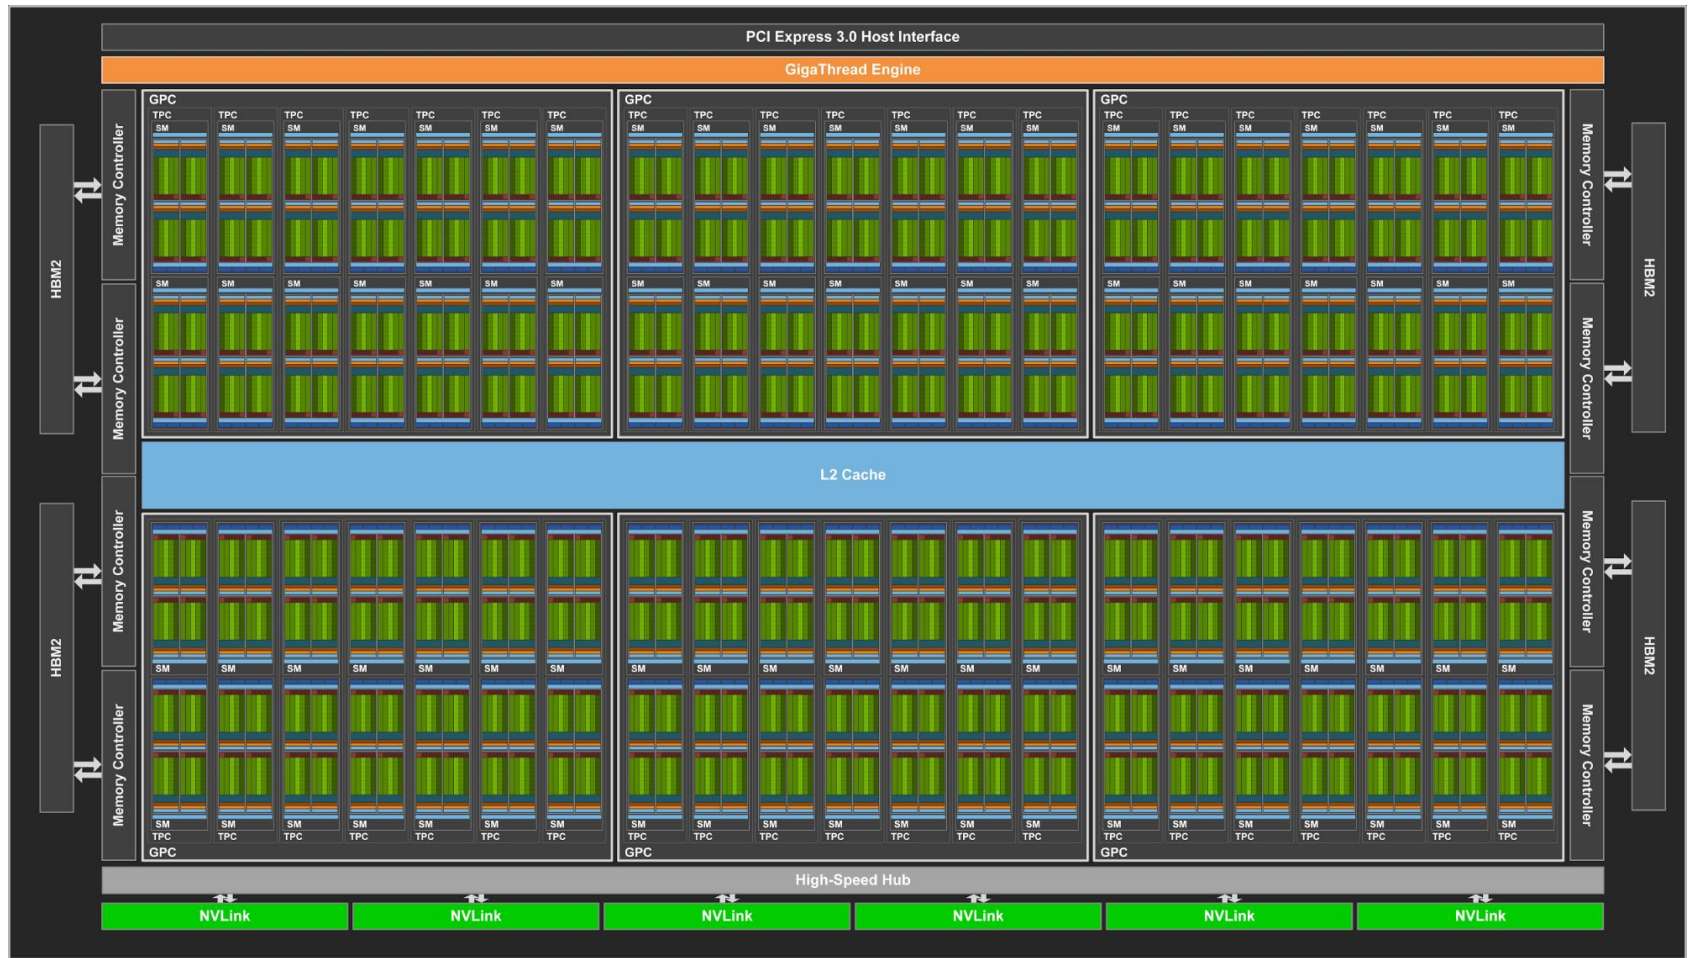 PCI Express 3.0 Host Interface
GigaThread Engine
GPC GPC GPC
TPC TPC TPC TPC TPC TPC TPC TPC TPC TPC TPC TPC TPC TPC TPC TPC TPC TPC TPC TPC TPC
SM SM SM SM SM SM SM SM SM SM SM SM SM SM SM SM SM SM SM SM SM
Memory Controller
Memory Controller
HBM2
HBM2
SM SM SM SM SM SM SM SM SM SM SM SM SM SM SM SM SM SM SM SM SM
Memory Controller
Memory Controller
L2 Cache
Memory Controller
Memory Controller
HBM2
HBM2
SM SM SM SM SM SM SM SM SM SM SM SM SM SM SM SM SM SM SM SM SM
Memory Controller
Memory Controller
SM SM SM SM SM SM SM SM SM SM SM SM SM SM SM SM SM SM SM SM SM
TPC TPC TPC TPC TPC TPC TPC TPC TPC TPC TPC TPC TPC TPC TPC TPC TPC TPC TPC TPC TPC
GPC GPC GPC
High-Speed Hub
NVLink NVLink NVLink NVLink NVLink NVLink